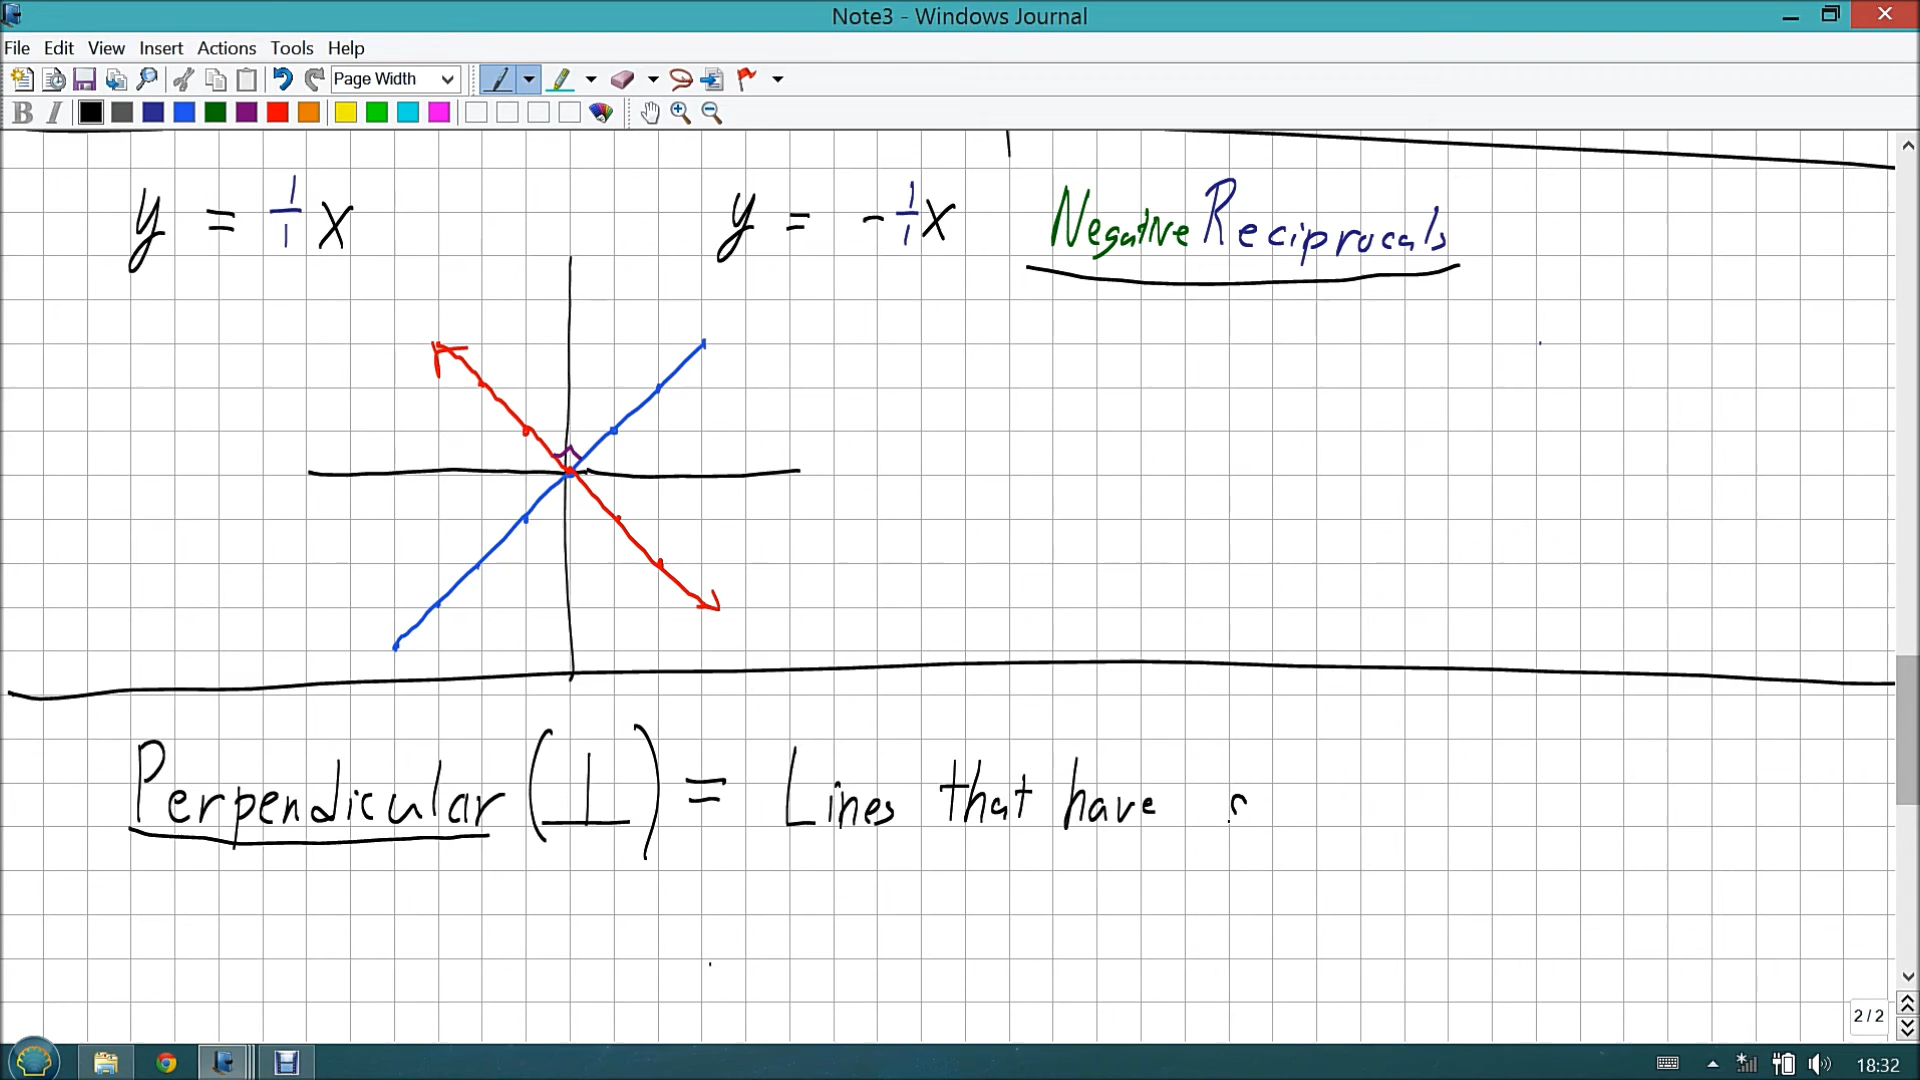 Note3 - Windows Journal
File Edit View Insert Actions Tools Help
Page Width
B I
y = 1/1 x
y = - 1/1 x
Negative Reciprocals
Perpendicular (⊥) = Lines that have
2 / 2
18:32